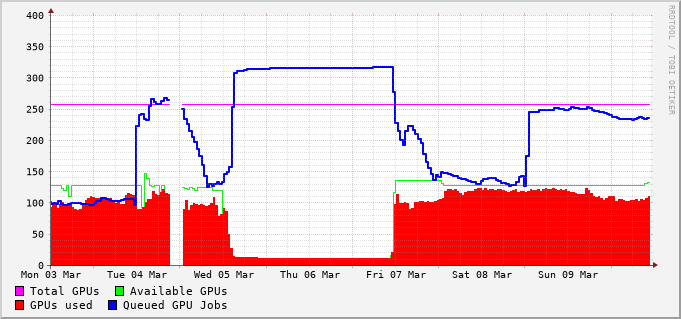 400
350
300
250
200
150
100
50
0
Mon 03 Mar Tue 04 Mar Wed 05 Mar Thu 06 Mar Fri 07 Mar Sat 08 Mar Sun 09 Mar
Total GPUs Available GPUs
GPUs used Queued GPU Jobs
RRDTOOL / TOBI OETIKER